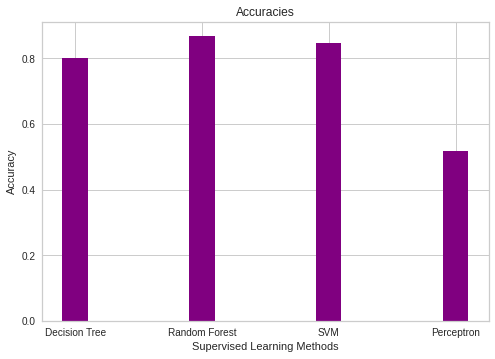 Accuracies
Accuracy
0.8
0.6
0.4
0.2
0.0
Decision Tree Random Forest SVM Perceptron
Supervised Learning Methods